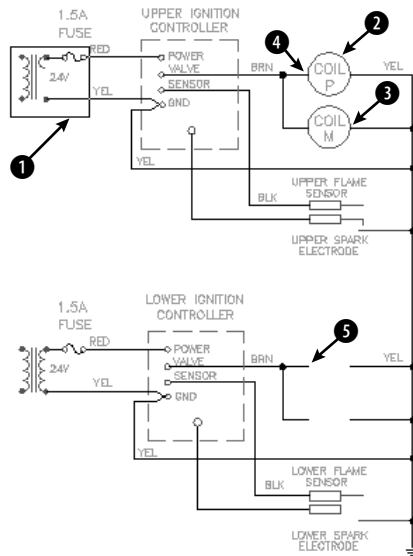 1.5A
FUSE
UPPER IGNITION
CONTROLLER
RED
24V
YEL
POWER
VALVE
SENSOR
GND
BRN
YEL
BLK
COIL
P
COIL
M
YEL
UPPER FLAME
SENSOR
UPPER SPARK
ELECTRODE
1
2
3
4
1.5A
FUSE
LOWER IGNITION
CONTROLLER
RED
24V
YEL
POWER
VALVE
SENSOR
GND
BRN
YEL
BLK
YEL
5
LOWER FLAME
SENSOR
LOWER SPARK
ELECTRODE